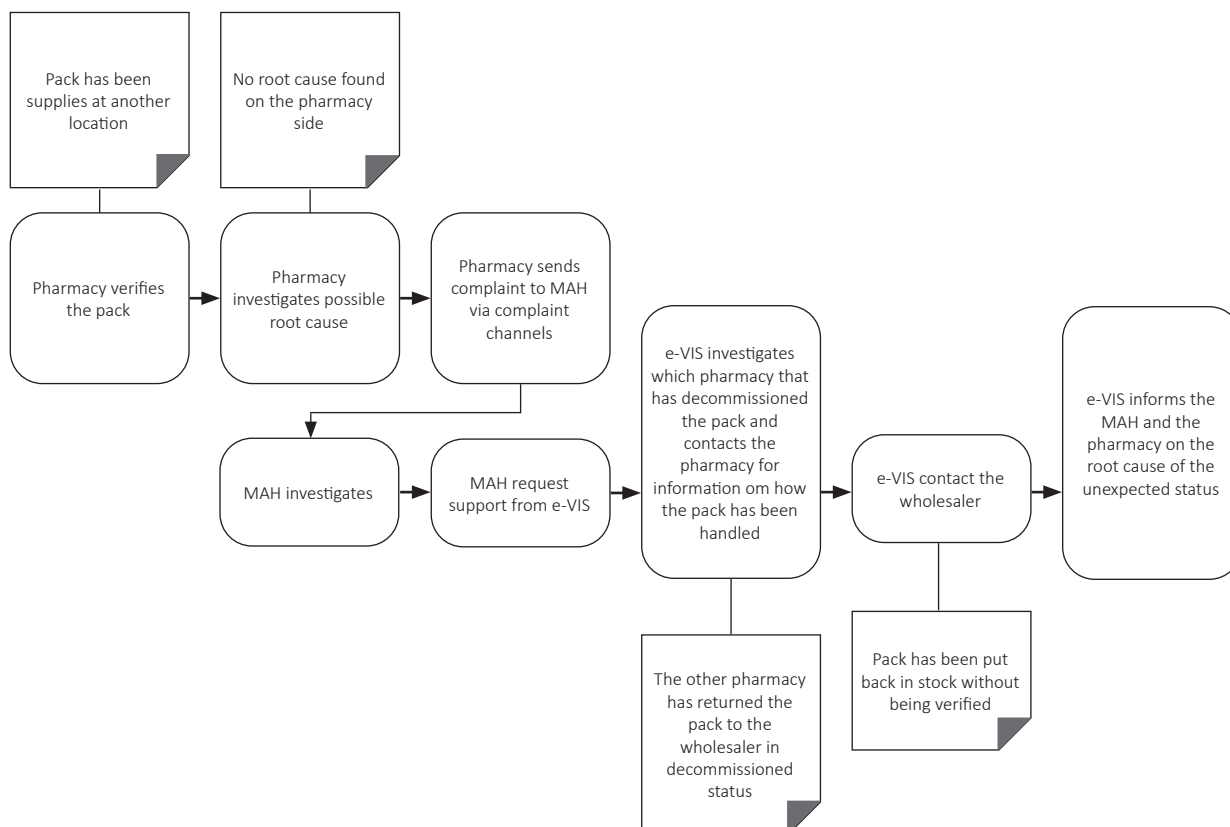 Pack has been
supplies at another
location
No root cause found
on the pharmacy
side
Pharmacy verifies
the pack
Pharmacy
investigates possible
root cause
Pharmacy sends
complaint to MAH
via complaint
channels
MAH investigates
MAH request
support from e-VIS
e-VIS investigates
which pharmacy that
has decommissioned
the pack and
contacts the
pharmacy for
information om how
the pack has been
handled
e-VIS contact the
wholesaler
e-VIS informs the
MAH and the
pharmacy on the
root cause of the
unexpected status
The other pharmacy
has returned the
pack to the
wholesaler in
decommissioned
status
Pack has been put
back in stock without
being verified